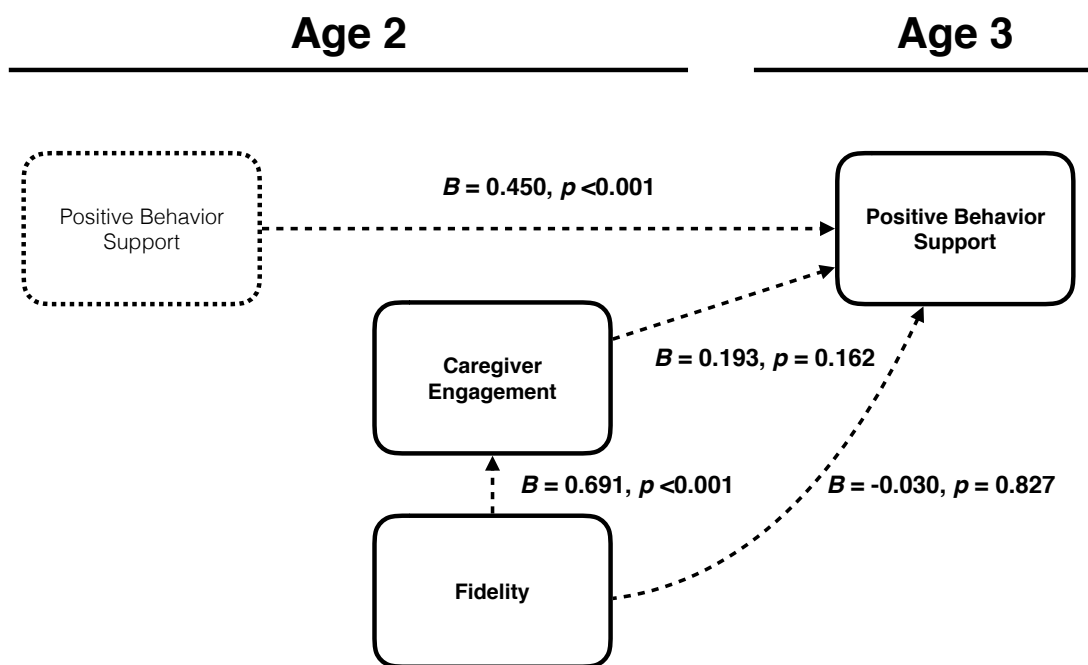 Age 2
Age 3
B = 0.450, p <0.001
Positive Behavior
Support
Positive Behavior
Support
Caregiver
Engagement
B = 0.193, p = 0.162
B = 0.691, p <0.001
B = -0.030, p = 0.827
Fidelity